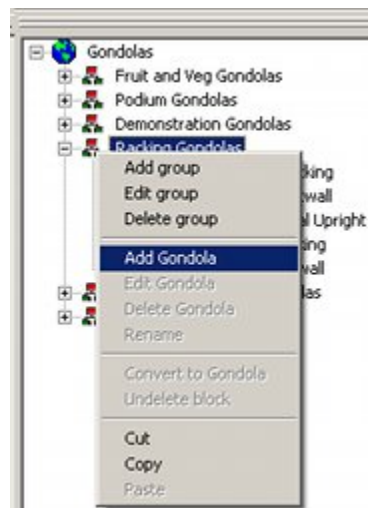 Gondolas
Fruit and Veg Gondolas
Podium Gondolas
Demonstration Gondolas
Racking Gondolas
Add group
Edit group
Delete group
Upright
Add Gondola
Edit Gondola
Delete Gondola
Rename
Convert to Gondola
Undelete block
Cut
Copy
Paste